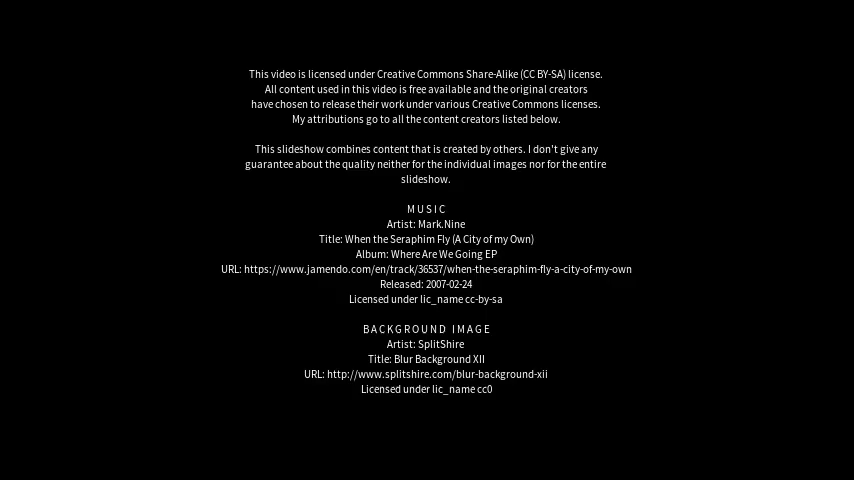 This video is licensed under Creative Commons Share-Alike (CC BY-SA) license.
All content used in this video is free available and the original creators
have chosen to release their work under various Creative Commons licenses.
My attributions go to all the content creators listed below.
This slideshow combines content that is created by others. I don't give any
guarantee about the quality neither for the individual images nor for the entire
slideshow.
M U S I C
Artist: Mark.Nine
Title: When the Seraphim Fly (A City of my Own)
Album: Where Are We Going EP
URL: https://www.jamendo.com/en/track/36537/when-the-seraphim-fly-a-city-of-my-own
Released: 2007-02-24
Licensed under lic_name cc-by-sa
B A C K G R O U N D   I M A G E
Artist: SplitShire
Title: Blur Background XII
URL: http://www.splitshire.com/blur-background-xii
Licensed under lic_name cc0